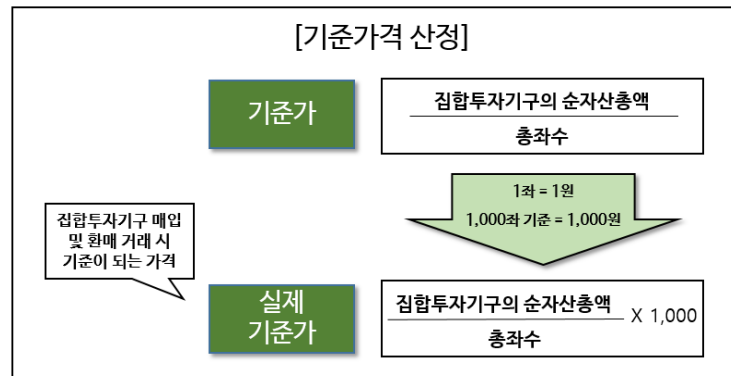 [기준가격 산정]
기준가
집합투자기구의 순자산총액
총좌수
1좌 = 1원
1,000좌 기준 = 1,000원
집합투자기구 매입
및 환매 거래 시
기준이 되는 가격
실제
기준가
집합투자기구의 순자산총액
X 1,000
총좌수